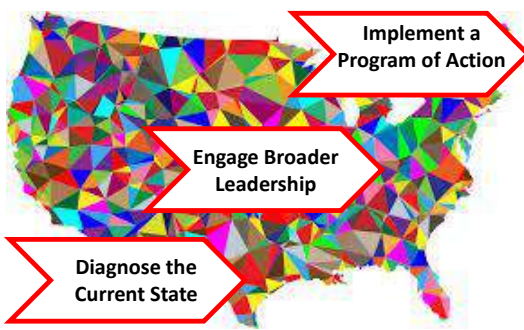 Implement a
Program of Action
Engage Broader
Leadership
Diagnose the
Current State